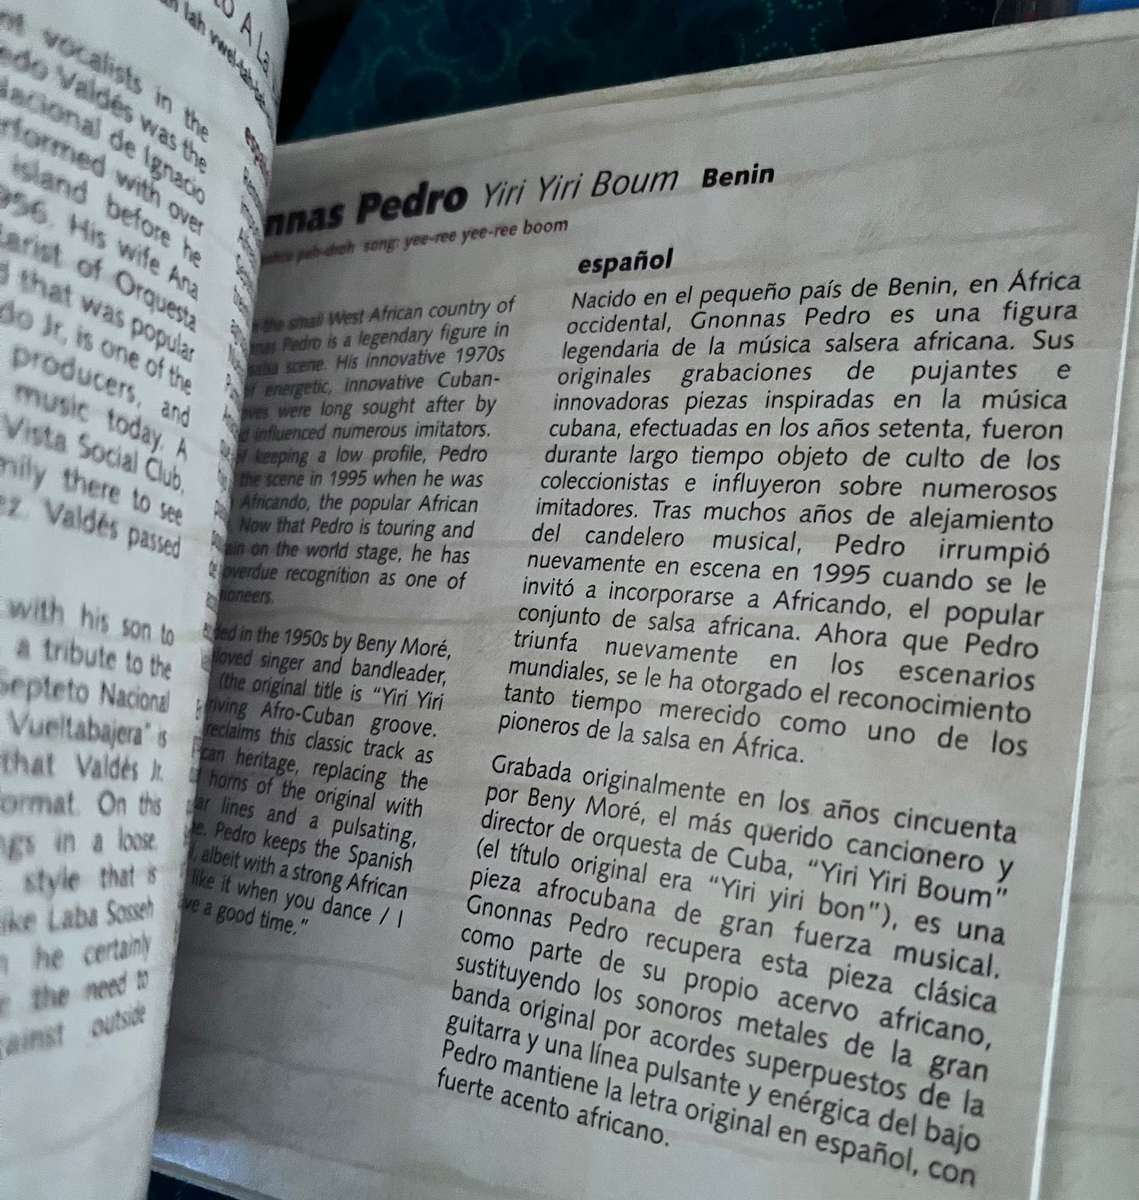 A La
vocalists in the
Valdés was the
Nacional de Ignacio
performed with over
island before he
1956. His wife Ana
of Orquesta
that was popular
Jr., is one of the
producers, and
music today. A
Vista Social Club,
there to see
Valdés passed
with his son to
a tribute to the
Septeto Nacional
Vueltabajera" is
that Valdés Jr.
format. On this
in a loose,
style that is
like Laba Sosseh
he certainly
the need to
against outside
nnas Pedro Yiri Yiri Boum Benin
song: yee-ree yee-ree boom
the small West African country of
Pedro is a legendary figure in
salsa scene. His innovative 1970s
energetic, innovative Cuban-
were long sought after by
influenced numerous imitators.
keeping a low profile, Pedro
the scene in 1995 when he was
Africando, the popular African
Now that Pedro is touring and
on the world stage, he has
overdue recognition as one of
in the 1950s by Beny Moré,
singer and bandleader,
(the original title is "Yiri Yiri
Afro-Cuban groove.
reclaims this classic track as
heritage, replacing the
horns of the original with
lines and a pulsating,
Pedro keeps the Spanish
albeit with a strong African
like it when you dance / I
a good time."
español
Nacido en el pequeño país de Benin, en África
occidental, Gnonnas Pedro es una figura
legendaria de la música salsera africana. Sus
originales grabaciones de pujantes e
innovadoras piezas inspiradas en la música
cubana, efectuadas en los años setenta, fueron
durante largo tiempo objeto de culto de los
coleccionistas e influyeron sobre numerosos
imitadores. Tras muchos años de alejamiento
del candelero musical, Pedro irrumpió
nuevamente en escena en 1995 cuando se le
invitó a incorporarse a Africando, el popular
conjunto de salsa africana. Ahora que Pedro
triunfa nuevamente en los escenarios
mundiales, se le ha otorgado el reconocimiento
tanto tiempo merecido como uno de los
pioneros de la salsa en África.
Grabada originalmente en los años cincuenta
por Beny Moré, el más querido cancionero y
director de orquesta de Cuba, "Yiri Yiri Boum"
(el título original era "Yiri yiri bon"), es una
pieza afrocubana de gran fuerza musical.
Gnonnas Pedro recupera esta pieza clásica
como parte de su propio acervo africano,
sustituyendo los sonoros metales de la gran
banda original por acordes superpuestos de la
guitarra y una línea pulsante y enérgica del bajo
Pedro mantiene la letra original en español, con
fuerte acento africano.